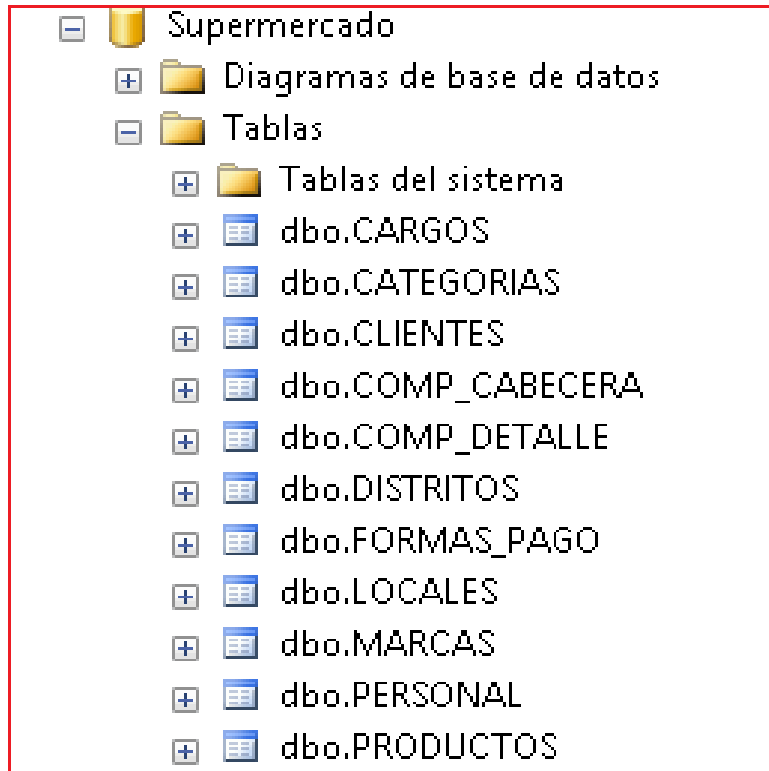 Supermercado
Diagramas de base de datos
Tablas
Tablas del sistema
dbo.CARGOS
dbo.CATEGORIAS
dbo.CLIENTES
dbo.COMP_CABECERA
dbo.COMP_DETALLE
dbo.DISTRITOS
dbo.FORMAS_PAGO
dbo.LOCALES
dbo.MARCAS
dbo.PERSONAL
dbo.PRODUCTOS